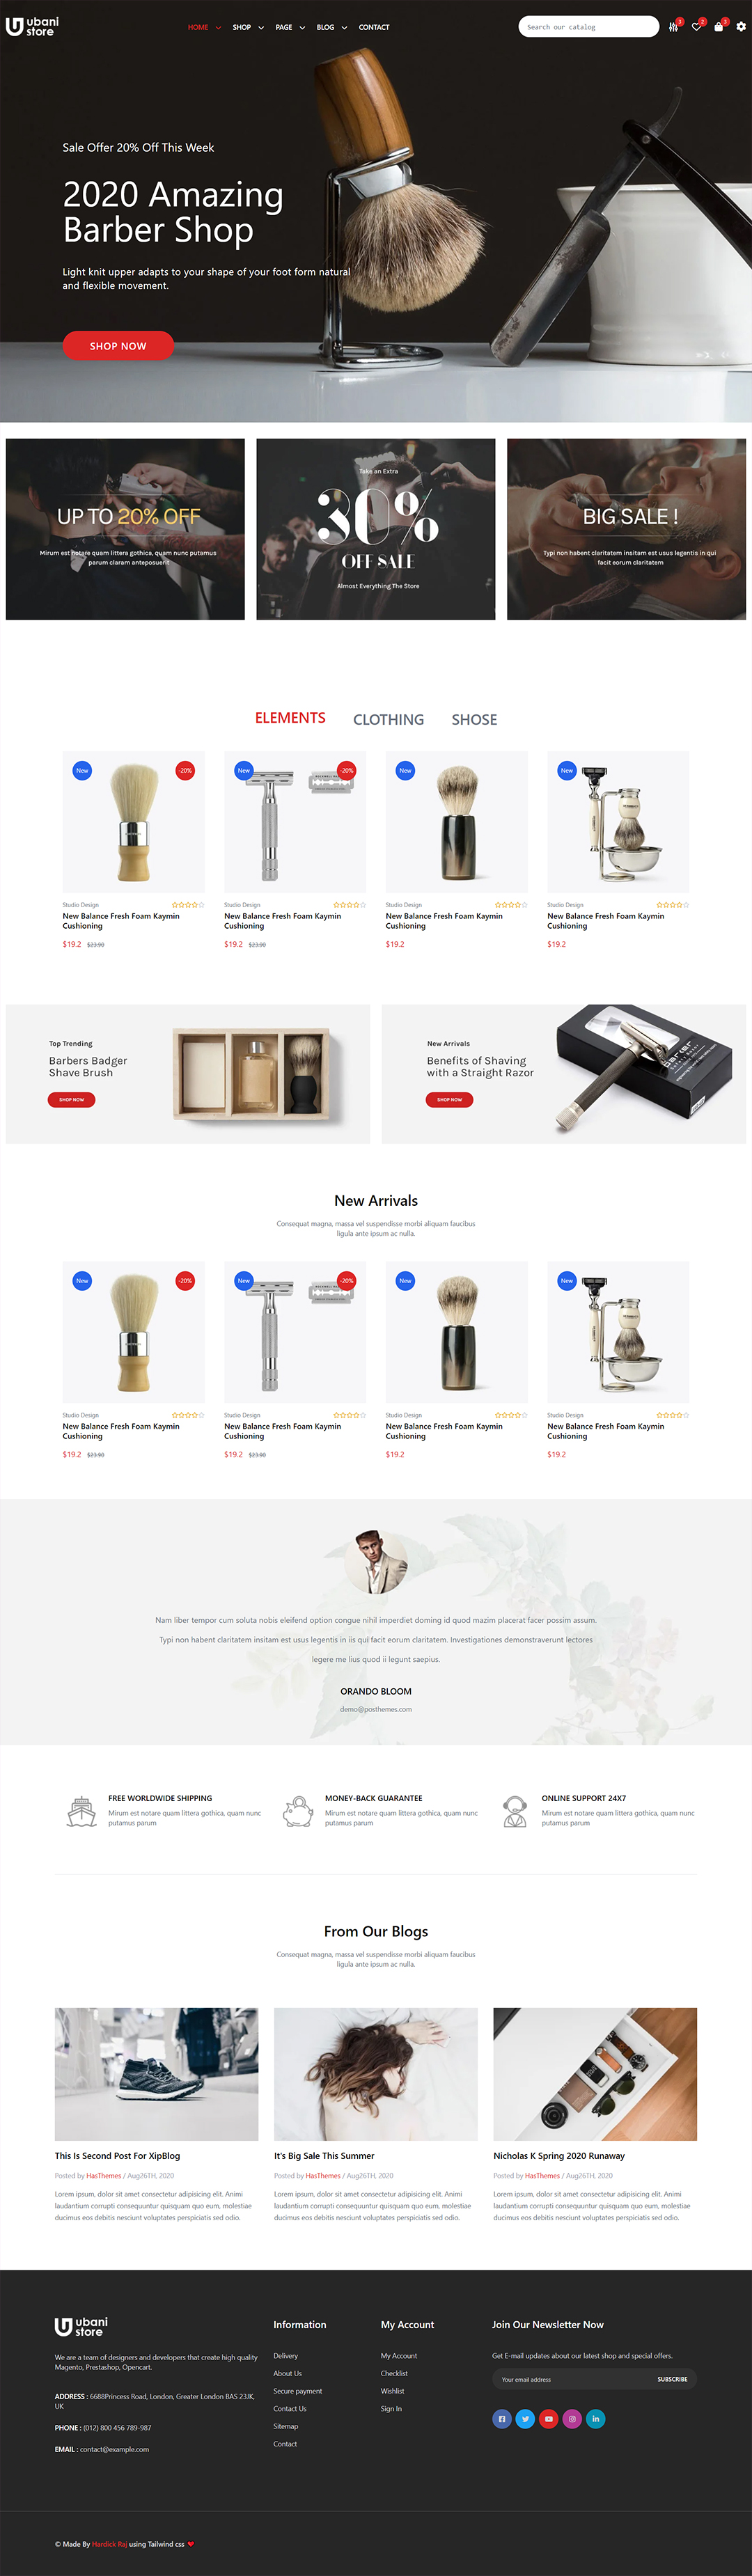 ubani
store
HOME SHOP PAGE BLOG CONTACT
Search our catalog
3 2 3
Sale Offer 20% Off This Week
2020 Amazing
Barber Shop
Light knit upper adapts to your shape of your foot form natural
and flexible movement.
SHOP NOW
UP TO 20% OFF
Mirum est notare quam littera gothica, quam nunc putamus
parum claram anteposuerit
Take an Extra
30%
OFF SALE
Almost Everything The Store
BIG SALE !
Typi non habent claritatem insitam est usus legentis in qui
facit eorum claritatem
ELEMENTS CLOTHING SHOSE
New -20% New -20% New New
Studio Design Studio Design Studio Design Studio Design
New Balance Fresh Foam Kaymin New Balance Fresh Foam Kaymin New Balance Fresh Foam Kaymin New Balance Fresh Foam Kaymin
Cushioning Cushioning Cushioning Cushioning
$19.2 $23.90 $19.2 $23.90 $19.2 $19.2
Top Trending
Barbers Badger
Shave Brush
SHOP NOW
New Arrivals
Benefits of Shaving
with a Straight Razor
SHOP NOW
New Arrivals
Consequat magna, massa vel suspendisse morbi aliquam faucibus
ligula ante ipsum ac nulla.
New -20% New -20% New New
Studio Design Studio Design Studio Design Studio Design
New Balance Fresh Foam Kaymin New Balance Fresh Foam Kaymin New Balance Fresh Foam Kaymin New Balance Fresh Foam Kaymin
Cushioning Cushioning Cushioning Cushioning
$19.2 $23.90 $19.2 $23.90 $19.2 $19.2
Nam liber tempor cum soluta nobis eleifend option congue nihil imperdiet doming id quod mazim placerat facer possim assum.
Typi non habent claritatem insitam est usus legentis in iis qui facit eorum claritatem. Investigationes demonstraverunt lectores
legere me lius quod ii legunt saepius.
ORANDO BLOOM
demo@posthemes.com
FREE WORLDWIDE SHIPPING
Mirum est notare quam littera gothica, quam nunc
putamus parum
MONEY-BACK GUARANTEE
Mirum est notare quam littera gothica, quam nunc
putamus parum
ONLINE SUPPORT 24X7
Mirum est notare quam littera gothica, quam nunc
putamus parum
From Our Blogs
Consequat magna, massa vel suspendisse morbi aliquam faucibus
ligula ante ipsum ac nulla.
This Is Second Post For XipBlog
Posted by HasThemes / Aug26TH, 2020
Lorem ipsum, dolor sit amet consectetur adipisicing elit. Animi
laudantium corrupti consequuntur quisquam quo eum, molestiae
ducimus eos debitis nesciunt voluptates perspiciatis sed odio.
It's Big Sale This Summer
Posted by HasThemes / Aug26TH, 2020
Lorem ipsum, dolor sit amet consectetur adipisicing elit. Animi
laudantium corrupti consequuntur quisquam quo eum, molestiae
ducimus eos debitis nesciunt voluptates perspiciatis sed odio.
Nicholas K Spring 2020 Runaway
Posted by HasThemes / Aug26TH, 2020
Lorem ipsum, dolor sit amet consectetur adipisicing elit. Animi
laudantium corrupti consequuntur quisquam quo eum, molestiae
ducimus eos debitis nesciunt voluptates perspiciatis sed odio.
ubani
store
We are a team of designers and developers that create high quality
Magento, Prestashop, Opencart.
ADDRESS : 6688Princess Road, London, Greater London BAS 23JK,
UK
PHONE : (012) 800 456 789-987
EMAIL : contact@example.com
Information
Delivery
About Us
Secure payment
Contact Us
Sitemap
Contact
My Account
My Account
Checklist
Wishlist
Sign In
Join Our Newsletter Now
Get E-mail updates about our latest shop and special offers.
Your email address SUBSCRIBE
© Made By Hardick Raj using Tailwind css